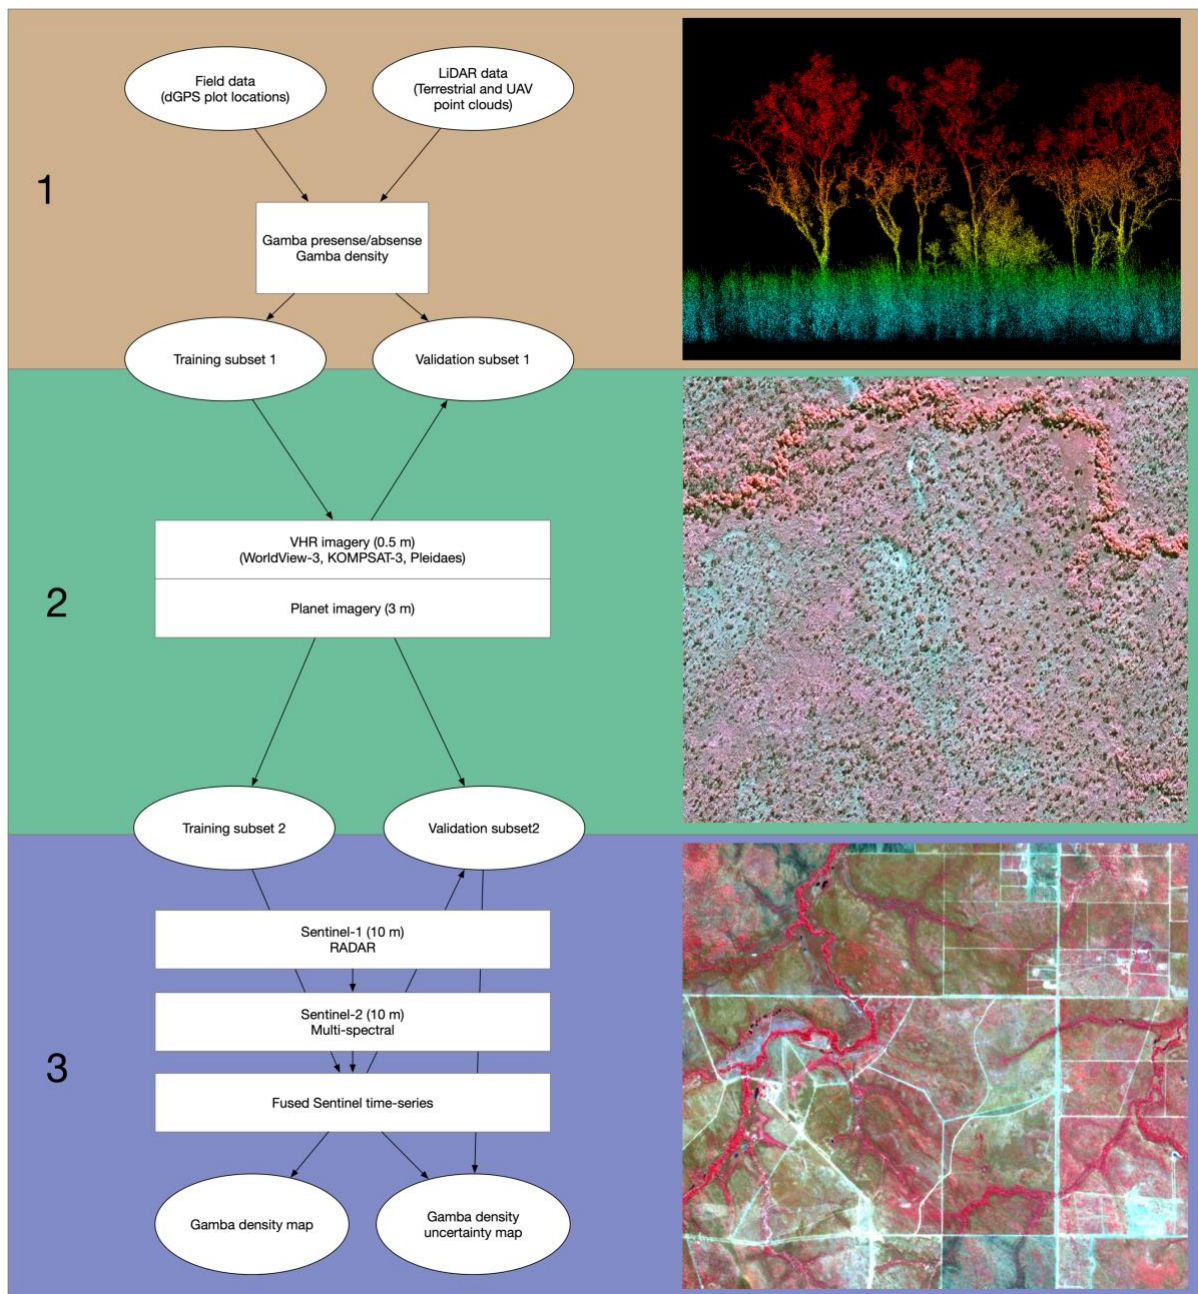 1
Field data
(dGPS plot locations)
LiDAR data
(Terrestrial and UAV
point clouds)
Gamba presense/absense
Gamba density
Training subset 1
Validation subset 1
2
VHR imagery (0.5 m)
(WorldView-3, KOMPSAT-3, Pleidaes)
Planet imagery (3 m)
Training subset 2
Validation subset2
3
Sentinel-1 (10 m)
RADAR
Sentinel-2 (10 m)
Multi-spectral
Fused Sentinel time-series
Gamba density map
Gamba density
uncertainty map